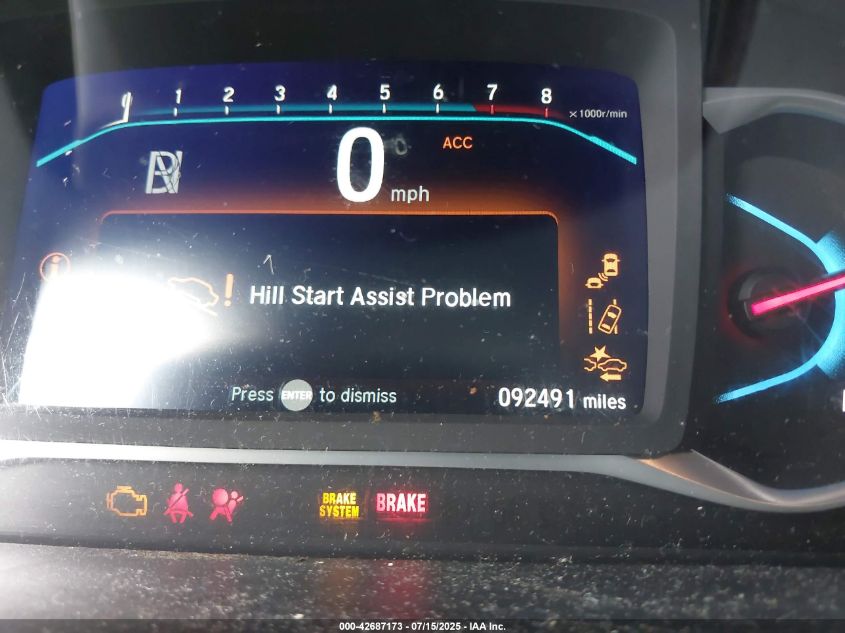 1 2 3 4 5 6 7 8
x1000r/min
0 mph
ACC
! Hill Start Assist Problem
Press ENTER to dismiss
092491 miles
BRAKE SYSTEM
BRAKE
000-42687173 - 07/15/2025 - IAA Inc.